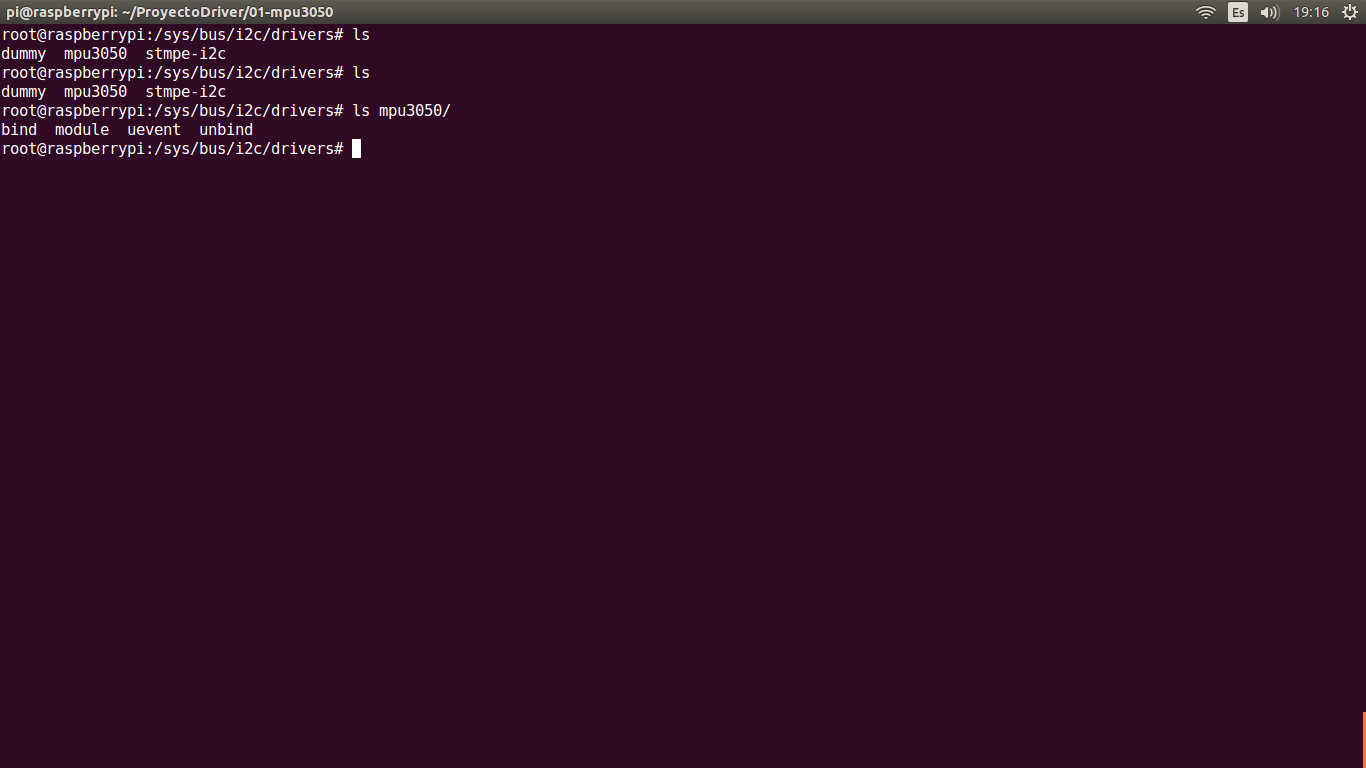 pi@raspberrypi: ~/ProyectoDriver/01-mpu3050 Es 19:16
root@raspberrypi:/sys/bus/i2c/drivers# ls
dummy  mpu3050  stmpe-i2c
root@raspberrypi:/sys/bus/i2c/drivers# ls
dummy  mpu3050  stmpe-i2c
root@raspberrypi:/sys/bus/i2c/drivers# ls mpu3050/
bind  module  uevent  unbind
root@raspberrypi:/sys/bus/i2c/drivers#